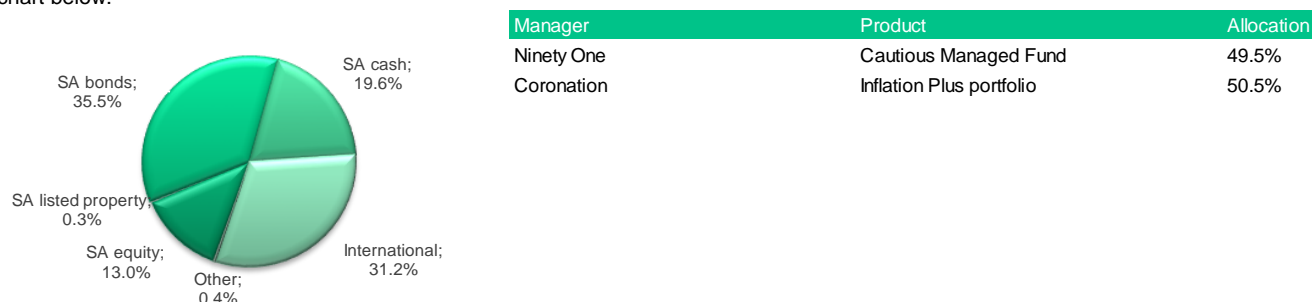 chart below.
Manager Product Allocation
Ninety One Cautious Managed Fund 49.5%
Coronation Inflation Plus portfolio 50.5%
SA cash;
19.6%
SA bonds;
35.5%
SA listed property;
0.3%
SA equity;
13.0%
Other;
0.4%
International;
31.2%